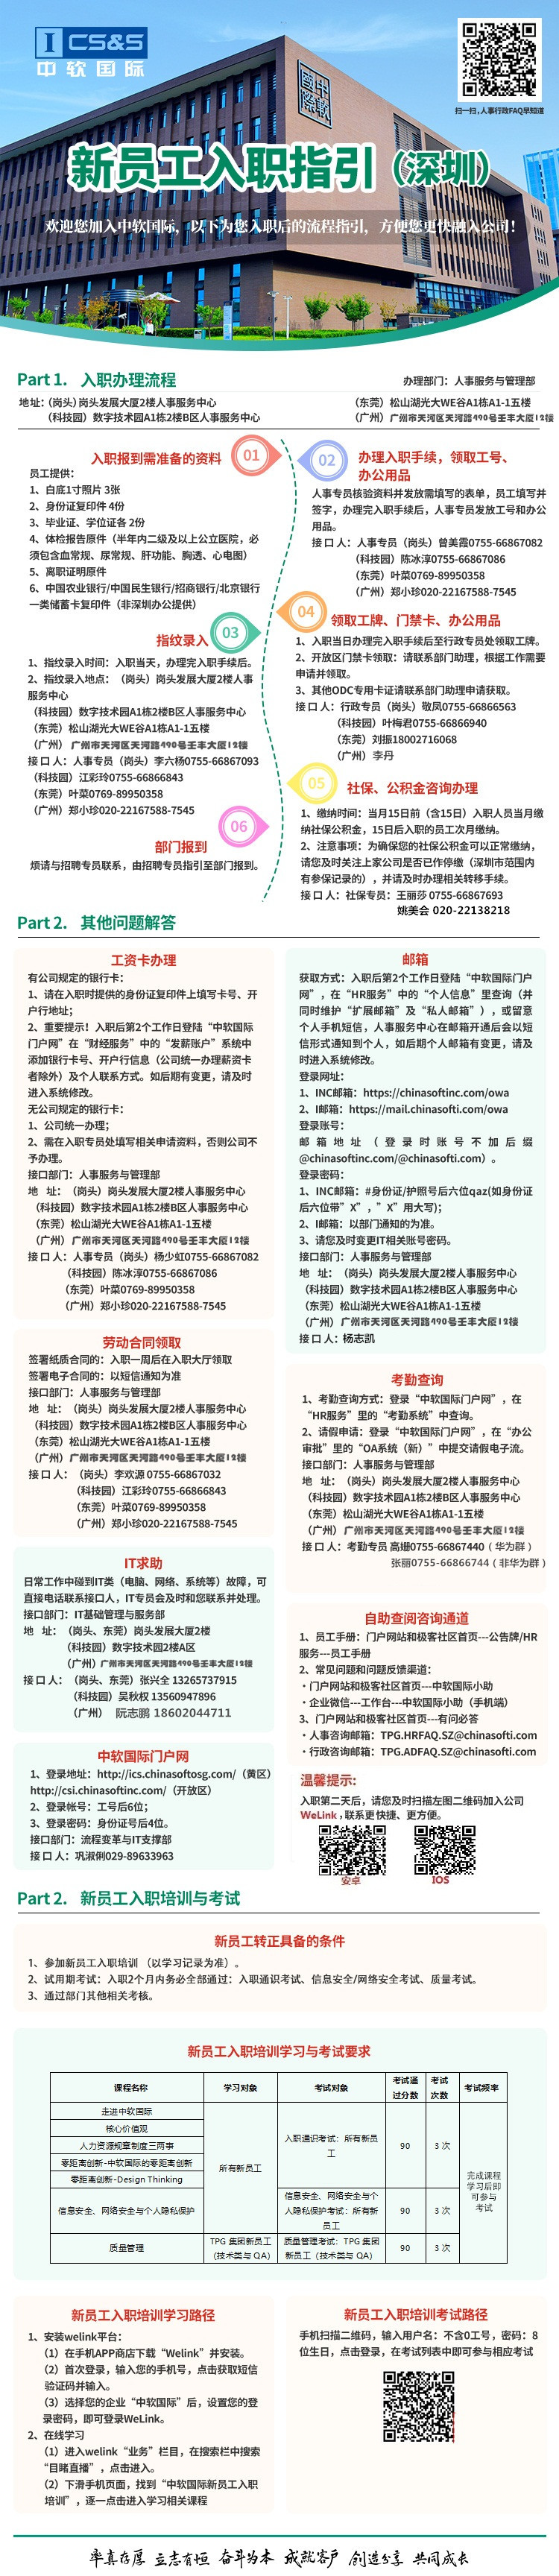 CS&S
中软国际
扫一扫,人事行政FAQ早知道
中软国际
新员工入职指引（深圳）
欢迎您加入中软国际，以下为您入职后的流程指引，方便您更快融入公司！
Part 1. 入职办理流程
办理部门：人事服务与管理部
地址：（岗头）岗头发展大厦2楼人事服务中心
（东莞）松山湖光大WE谷A1栋A1-1五楼
（科技园）数字技术园A1栋2楼B区人事服务中心
（广州）广州市天河区天河路490号壬丰大厦12楼
入职报到需准备的资料
01
员工提供：
1、白底1寸照片 3张
2、身份证复印件 4份
3、毕业证、学位证各 2份
4、体检报告原件（半年内二级及以上公立医院，必
须包含血常规、尿常规、肝功能、胸透、心电图）
5、离职证明原件
6、中国农业银行/中国民生银行/招商银行/北京银行
一类储蓄卡复印件（非深圳办公提供）
02
办理入职手续，领取工号、
办公用品
人事专员核验资料并发放需填写的表单，员工填写并
签字，办理完入职手续后，人事专员发放工号和办公
用品。
接 口 人：人事专员（岗头）曾美霞0755-66867082
（科技园）陈冰淳0755-66867086
（东莞）叶菜0769-89950358
（广州）郑小珍020-22167588-7545
指纹录入
03
1、指纹录入时间：入职当天，办理完入职手续后。
2、指纹录入地点：（岗头）岗头发展大厦2楼人事
服务中心
（科技园）数字技术园A1栋2楼B区人事服务中心
（东莞）松山湖光大WE谷A1栋A1-1五楼
（广州）广州市天河区天河路490号壬丰大厦12楼
接 口 人：人事专员（岗头）李六杨0755-66867093
（科技园）江彩玲0755-66866843
（东莞）叶菜0769-89950358
（广州）郑小珍020-22167588-7545
04
领取工牌、门禁卡、办公用品
1、入职当日办理完入职手续后至行政专员处领取工牌。
2、开放区门禁卡领取：请联系部门助理，根据工作需要
申请并领取。
3、其他ODC专用卡证请联系部门助理申请获取。
接 口 人：行政专员（岗头）敬凤0755-66866563
（科技园）叶梅君0755-66866940
（东莞）刘振18002716068
（广州）李丹
05
社保、公积金咨询办理
1、缴纳时间：当月15日前（含15日）入职人员当月缴
纳社保公积金，15日后入职的员工次月缴纳。
2、注意事项：为确保您的社保公积金可以正常缴纳，
请您及时关注上家公司是否已作停缴（深圳市范围内
有参保记录的），并请及时办理相关转移手续。
接 口 人：社保专员：王丽莎 0755-66867693
姚美会 020-22138218
06
部门报到
烦请与招聘专员联系，由招聘专员指引至部门报到。
Part 2. 其他问题解答
工资卡办理
有公司规定的银行卡：
1、请在入职时提供的身份证复印件上填写卡号、开
户行地址；
2、重要提示！入职后第2个工作日登陆“中软国际
门户网”在“财经服务”中的“发薪账户”系统中
添加银行卡号、开户行信息（公司统一办理薪资卡
者除外）及个人联系方式。如后期有变更，请及时
进入系统修改。
无公司规定的银行卡：
1、公司统一办理；
2、需在入职专员处填写相关申请资料，否则公司不
予办理。
接口部门：人事服务与管理部
地 址：（岗头）岗头发展大厦2楼人事服务中心
（科技园）数字技术园A1栋2楼B区人事服务中心
（东莞）松山湖光大WE谷A1栋A1-1五楼
（广州）广州市天河区天河路490号壬丰大厦12楼
接 口 人：人事专员（岗头）杨少虹0755-66867082
（科技园）陈冰淳0755-66867086
（东莞）叶菜0769-89950358
（广州）郑小珍020-22167588-7545
邮箱
获取方式：入职后第2个工作日登陆“中软国际门户
网”，在“HR服务”中的“个人信息”里查询（并
同时维护“扩展邮箱”及“私人邮箱”），或留意
个人手机短信，人事服务中心在邮箱开通后会以短
信形式通知到个人，如后期个人邮箱有变更，请及
时进入系统修改。
登录网址：
1、INC邮箱：https://chinasoftinc.com/owa
2、I邮箱：https://mail.chinasofti.com/owa
登录账号：
邮箱地址（登录时账号不加后缀
@chinasoftinc.com/@chinasofti.com）。
登录密码：
1、INC邮箱：#身份证/护照号后六位qaz(如身份证
后六位带”X”，”X”用大写)；
2、I邮箱：以部门通知的为准。
3、请您及时变更IT相关账号密码。
接口部门：人事服务与管理部
地 址：（岗头）岗头发展大厦2楼人事服务中心
（科技园）数字技术园A1栋2楼B区人事服务中心
（东莞）松山湖光大WE谷A1栋A1-1五楼
（广州）广州市天河区天河路490号壬丰大厦12楼
接 口 人：杨志凯
劳动合同领取
签署纸质合同的：入职一周后在入职大厅领取
签署电子合同的：以短信通知为准
接口部门：人事服务与管理部
地 址：（岗头）岗头发展大厦2楼人事服务中心
（科技园）数字技术园A1栋2楼B区人事服务中心
（东莞）松山湖光大WE谷A1栋A1-1五楼
（广州）广州市天河区天河路490号壬丰大厦12楼
接 口 人：（岗头）李欢源 0755-66867032
（科技园）江彩玲0755-66866843
（东莞）叶菜0769-89950358
（广州）郑小珍020-22167588-7545
考勤查询
1、考勤查询方式：登录“中软国际门户网”，在
“HR服务”里的“考勤系统”中查询。
2、请假申请：登录“中软国际门户网”，在“办公
审批”里的“OA系统（新）”中提交请假电子流。
接口部门：人事服务与管理部
地 址：（岗头）岗头发展大厦2楼人事服务中心
（科技园）数字技术园A1栋2楼B区人事服务中心
（东莞）松山湖光大WE谷A1栋A1-1五楼
（广州）广州市天河区天河路490号壬丰大厦12楼
接 口 人：考勤专员 高姗0755-66867440（华为群）
张丽0755-66866744（非华为群）
IT求助
日常工作中碰到IT类（电脑、网络、系统等）故障，可
直接电话联系接口人，IT专员会及时和您联系并处理。
接口部门：IT基础管理与服务部
地 址：（岗头、东莞）岗头发展大厦2楼
（科技园）数字技术园2楼A区
（广州）广州市天河区天河路490号壬丰大厦12楼
接 口 人：（岗头、东莞）张兴全 13265737915
（科技园）吴秋权 13560947896
（广州） 阮志鹏 18602044711
自助查阅咨询通道
1、员工手册：门户网站和极客社区首页---公告牌/HR
服务---员工手册
2、常见问题和问题反馈渠道：
·门户网站和极客社区首页---中软国际小助
·企业微信---工作台---中软国际小助（手机端）
3、门户网站和极客社区首页---有问必答
·人事咨询邮箱：TPG.HRFAQ.SZ@chinasofti.com
·行政咨询邮箱：TPG.ADFAQ.SZ@chinasofti.com
中软国际门户网
1、登录地址：http://ics.chinasoftosg.com/（黄区）
http://csi.chinasoftinc.com/（开放区）
2、登录帐号：工号后6位；
3、登录密码：身份证号后4位。
接口部门：流程变革与IT支撑部
接 口 人：巩淑俐029-89633963
温馨提示：
入职第二天后，请您及时扫描左图二维码加入公司
WeLink，联系更快捷、更方便。
安卓
IOS
Part 2. 新员工入职培训与考试
新员工转正具备的条件
1、参加新员工入职培训 （以学习记录为准）。
2、试用期考试：入职2个月内务必全部通过：入职通识考试、信息安全/网络安全考试、质量考试。
3、通过部门其他相关考核。
新员工入职培训学习与考试要求
课程名称 学习对象 考试对象 考试通过分数 考试次数 考试频率
走进中软国际
核心价值观
人力资源规章制度三两事
零距离创新-中软国际的零距离创新
零距离创新-Design Thinking
所有新员工
入职通识考试：所有新员工
90
3 次
完成课程学习后即可参与考试
信息安全、网络安全与个人隐私保护
信息安全、网络安全与个人隐私保护考试：所有新员工
90
3 次
质量管理
TPG 集团新员工（技术类与 QA）
质量管理考试：TPG 集团新员工（技术类与 QA）
90
3 次
新员工入职培训学习路径
1、安装welink平台：
（1）在手机APP商店下载“Welink”并安装。
（2）首次登录，输入您的手机号，点击获取短信
验证码并输入。
（3）选择您的企业“中软国际”后，设置您的登
录密码，即可登录WeLink。
2、在线学习
（1）进入welink“业务”栏目，在搜索栏中搜索
“目睹直播”，点击进入。
（2）下滑手机页面，找到“中软国际新员工入职
培训”，逐一点击进入学习相关课程
新员工入职培训考试路径
手机扫描二维码，输入用户名：不含0工号，密码：8
位生日，点击登录，在考试列表中即可参与相应考试
率真存厚 立志有恒 奋斗为本 成就客户 创造分享 共同成长